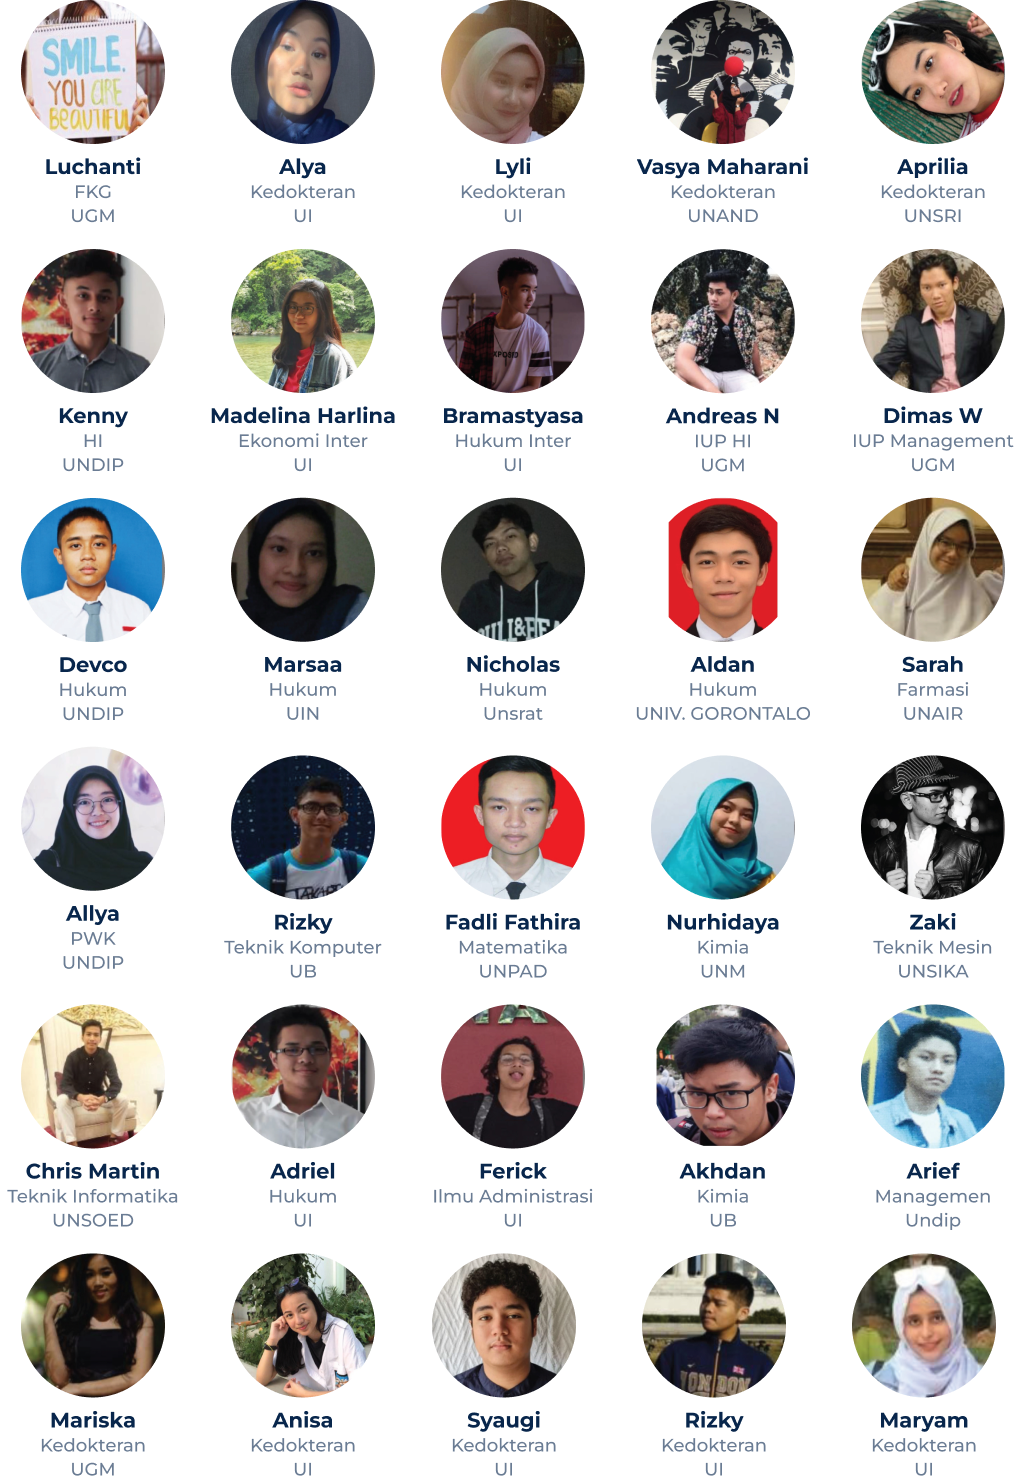 SMILE.
YOU ARE
BEAUTIFUL
Luchanti
FKG
UGM
Alya
Kedokteran
UI
Lyli
Kedokteran
UI
Vasya Maharani
Kedokteran
UNAND
Aprilia
Kedokteran
UNSRI
Kenny
HI
UNDIP
Madelina Harlina
Ekonomi Inter
UI
Bramastyasa
Hukum Inter
UI
Andreas N
IUP HI
UGM
Dimas W
IUP Management
UGM
Devco
Hukum
UNDIP
Marsaa
Hukum
UIN
Nicholas
Hukum
Unsrat
Aldan
Hukum
UNIV. GORONTALO
Sarah
Farmasi
UNAIR
Allya
PWK
UNDIP
Rizky
Teknik Komputer
UB
Fadli Fathira
Matematika
UNPAD
Nurhidaya
Kimia
UNM
Zaki
Teknik Mesin
UNSIKA
Chris Martin
Teknik Informatika
UNSOED
Adriel
Hukum
UI
Ferick
Ilmu Administrasi
UI
Akhdan
Kimia
UB
Arief
Managemen
Undip
Mariska
Kedokteran
UGM
Anisa
Kedokteran
UI
Syaugi
Kedokteran
UI
LONDON
Rizky
Kedokteran
UI
Maryam
Kedokteran
UI